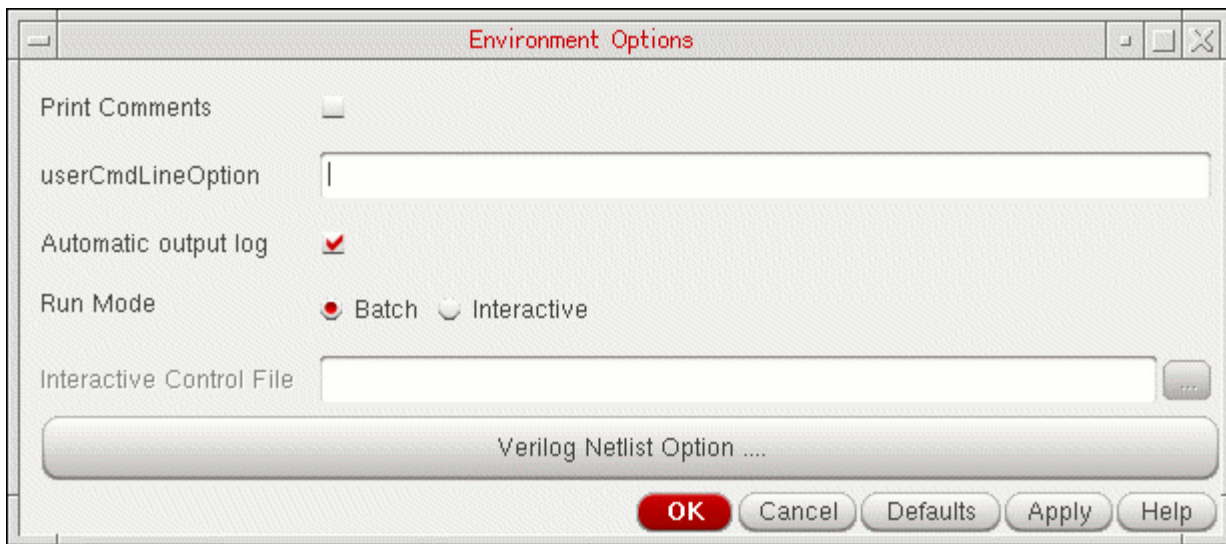 Environment Options
Print Comments
userCmdLineOption
Automatic output log
Run Mode
Batch Interactive
Interactive Control File
...
Verilog Netlist Option ....
OK Cancel Defaults Apply Help